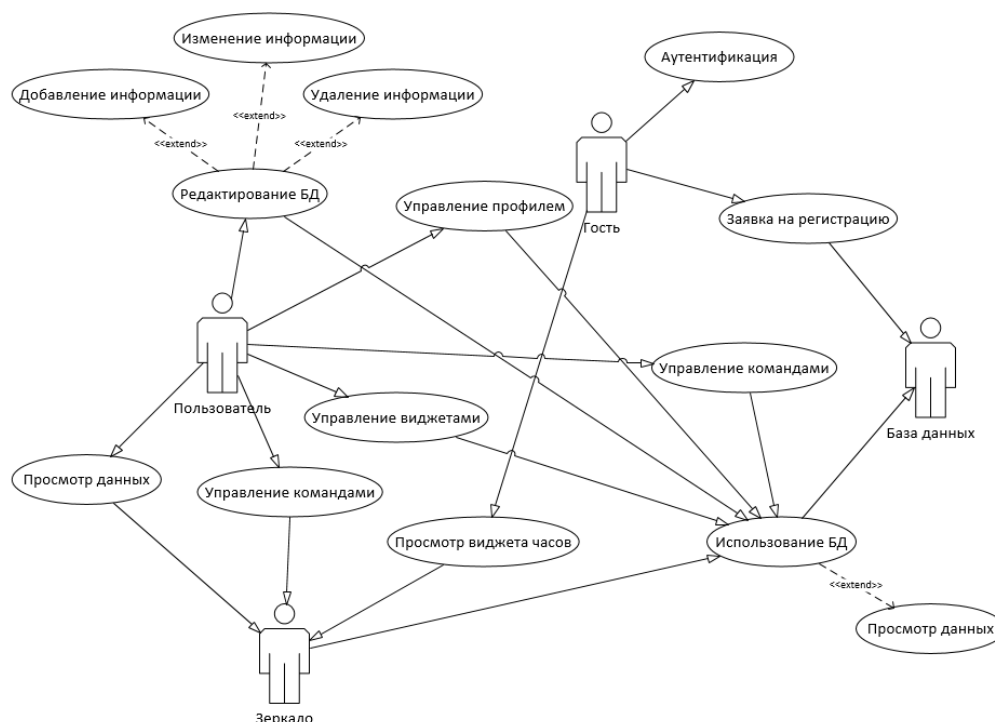 Изменение информации
Аутентификация
Добавление информации
Удаление информации
<<extend>>
<<extend>>
<<extend>>
Редактирование БД
Управление профилем
Заявка на регистрацию
Гость
Управление командами
Пользователь
Управление виджетами
База данных
Просмотр данных
Управление командами
Просмотр виджета часов
Использование БД
<<extend>>
Просмотр данных
Зеркало